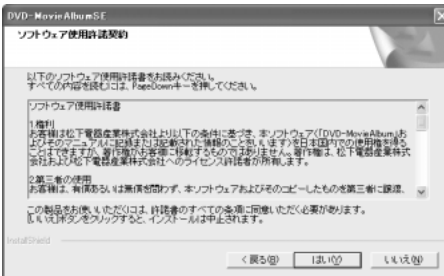 DVD-MovieAlbumSE
ソフトウェア使用許諾契約
以下のソフトウェア使用許諾書をお読みください。
すべての内容を読むには、PageDownキーを押してください。
ソフトウェア使用許諾書
1.権利
お客様は松下電器産業株式会社より以下の条件に基づき、本ソフトウェア(「DVD-MovieAlbum」お
よびそのマニュアルに記録または記載された情報のことをいいます)を日本国内での使用権を得る
ことはできますが、著作権がお客様に移転するものではありません。著作権は、松下電器産業株式
会社および松下電器産業株式会社へのライセンス許諾者が所有します。
2.第三者の使用
お客様は、有償あるいは無償を問わず、本ソフトウェアおよびそのコピーしたものを第三者に譲渡、
この製品をお使いいただくには、許諾書のすべての条項に同意いただく必要があります。
[いいえ]ボタンをクリックすると、インストールは中止されます。
InstallShield
< 戻る(B)
はい(Y)
いいえ(N)